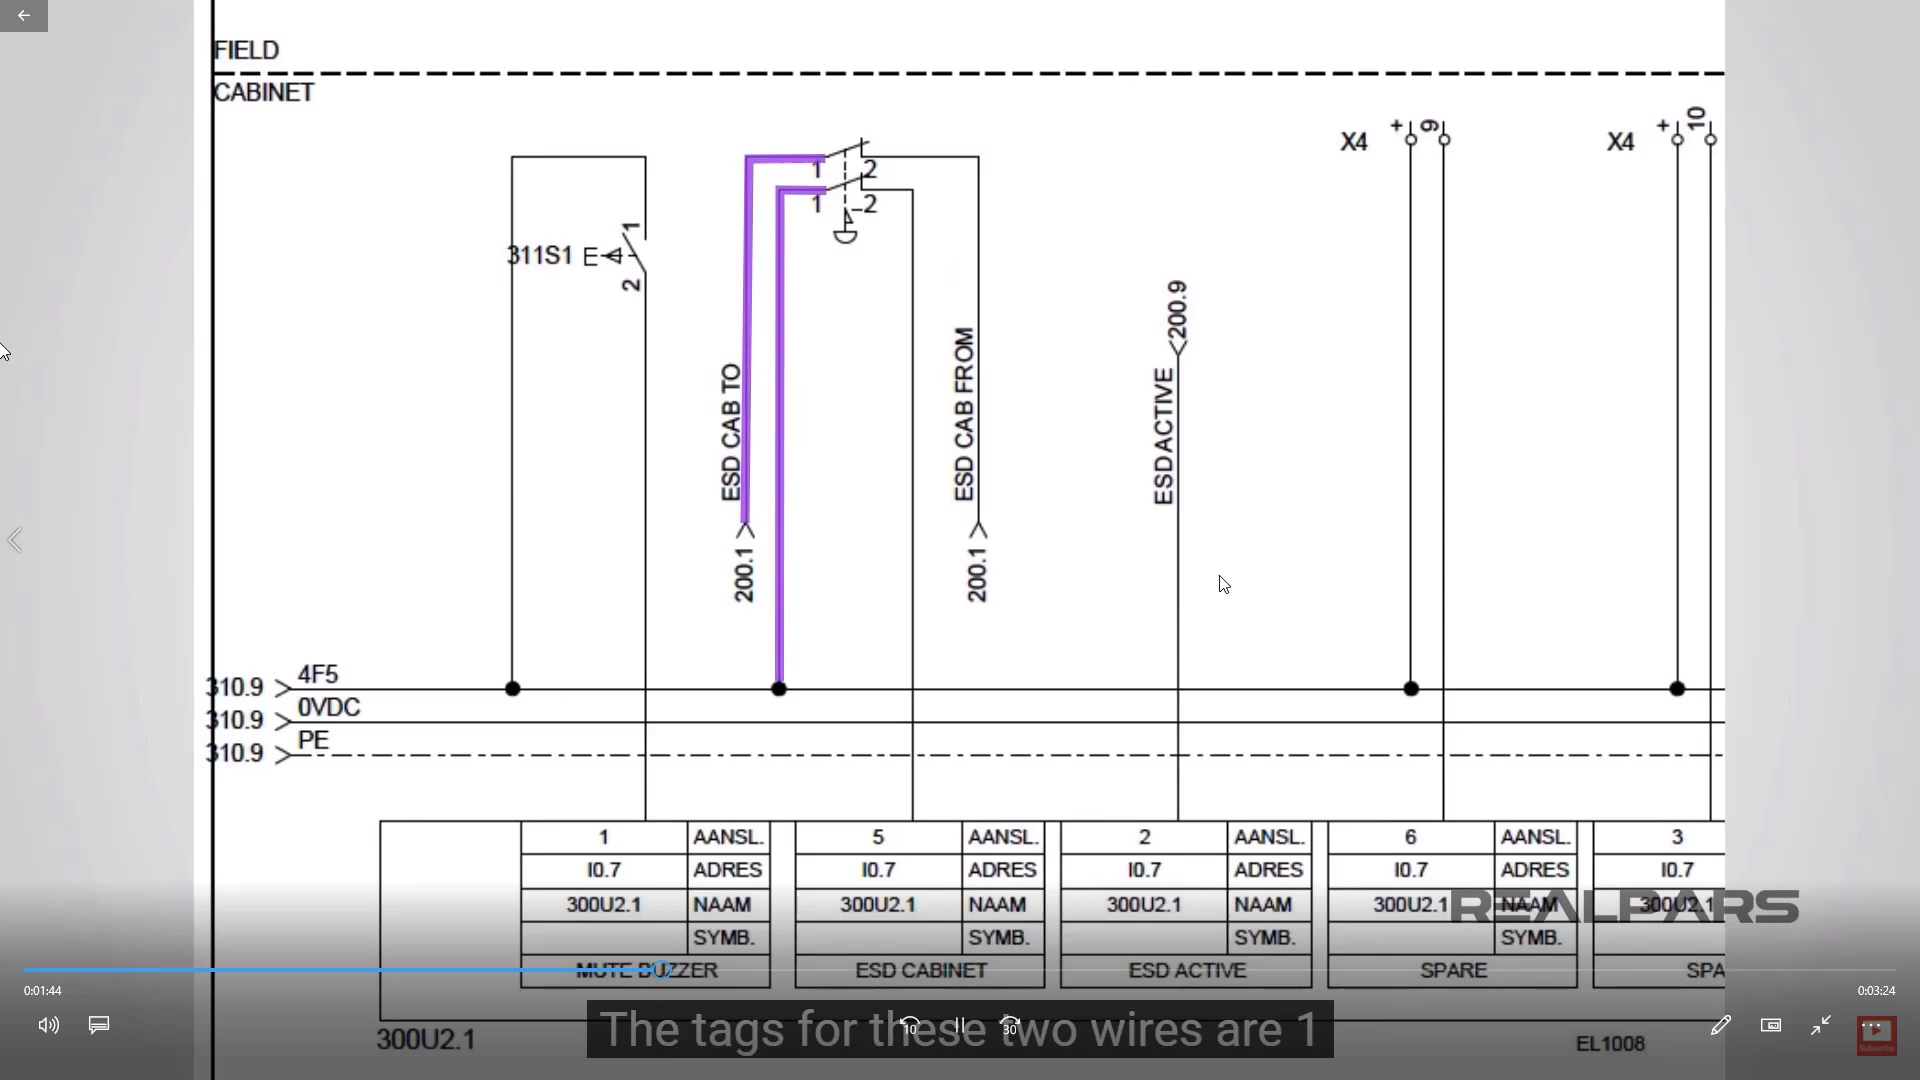 FIELD
CABINET
X4 + 9
X4 + 10
1 2
1 2
311S1 E
1
2
ESD CAB TO
200.1
ESD CAB FROM
200.1
ESD ACTIVE
200.9
310.9 4F5
310.9 0VDC
310.9 PE
1 AANSL. 5 AANSL. 2 AANSL. 6 AANSL. 3
I0.7 ADRES I0.7 ADRES I0.7 ADRES I0.7 ADRES I0.7
300U2.1 NAAM 300U2.1 NAAM 300U2.1 NAAM 300U2.1 NAAM 300U2.1
REALPARS
SYMB. SYMB. SYMB. SYMB.
MUTE BUZZER ESD CABINET ESD ACTIVE SPARE SPA
0:01:44 0:03:24
10 30
The tags for these two wires are 1
300U2.1 EL1008
Subscribe